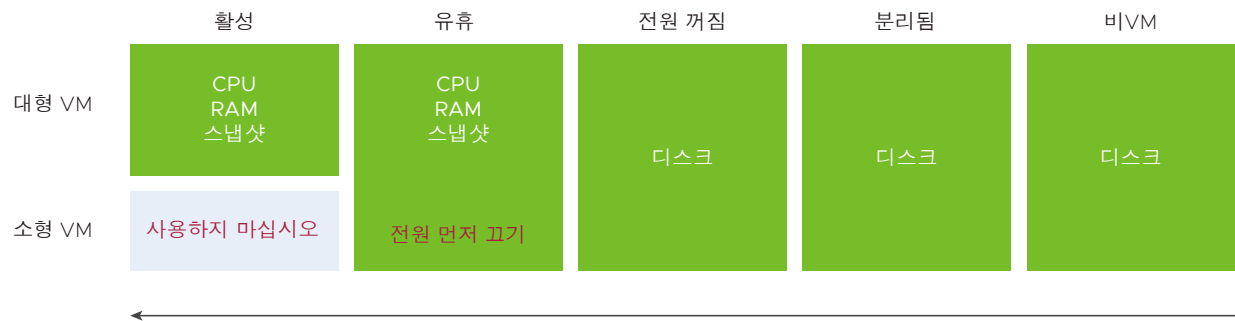 활성 유휴 전원 꺼짐 분리됨 비VM
대형 VM
CPU
RAM
스냅샷
CPU
RAM
스냅샷
디스크 디스크 디스크
소형 VM
사용하지 마십시오
전원 먼저 끄기